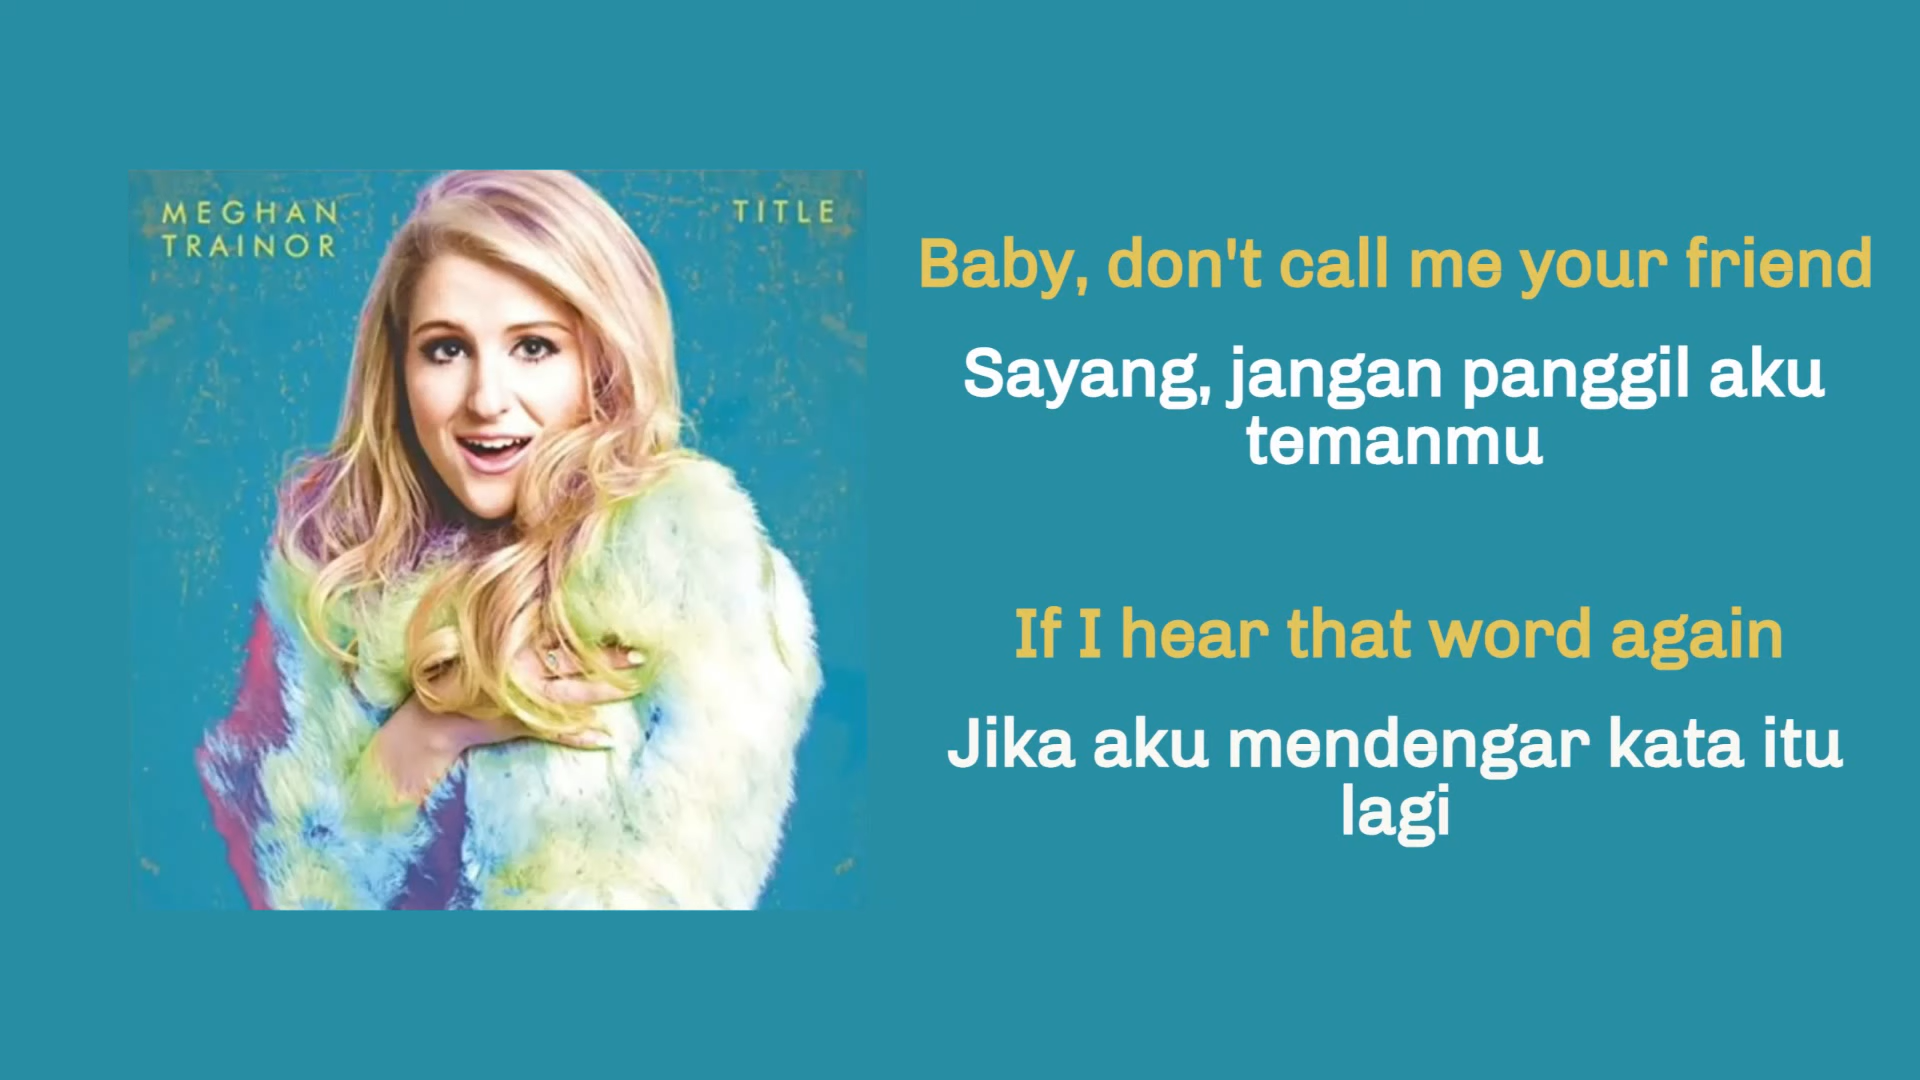 MEGHAN
TRAINOR
TITLE
Baby, don't call me your friend
Sayang, jangan panggil aku
temanmu
If I hear that word again
Jika aku mendengar kata itu
lagi